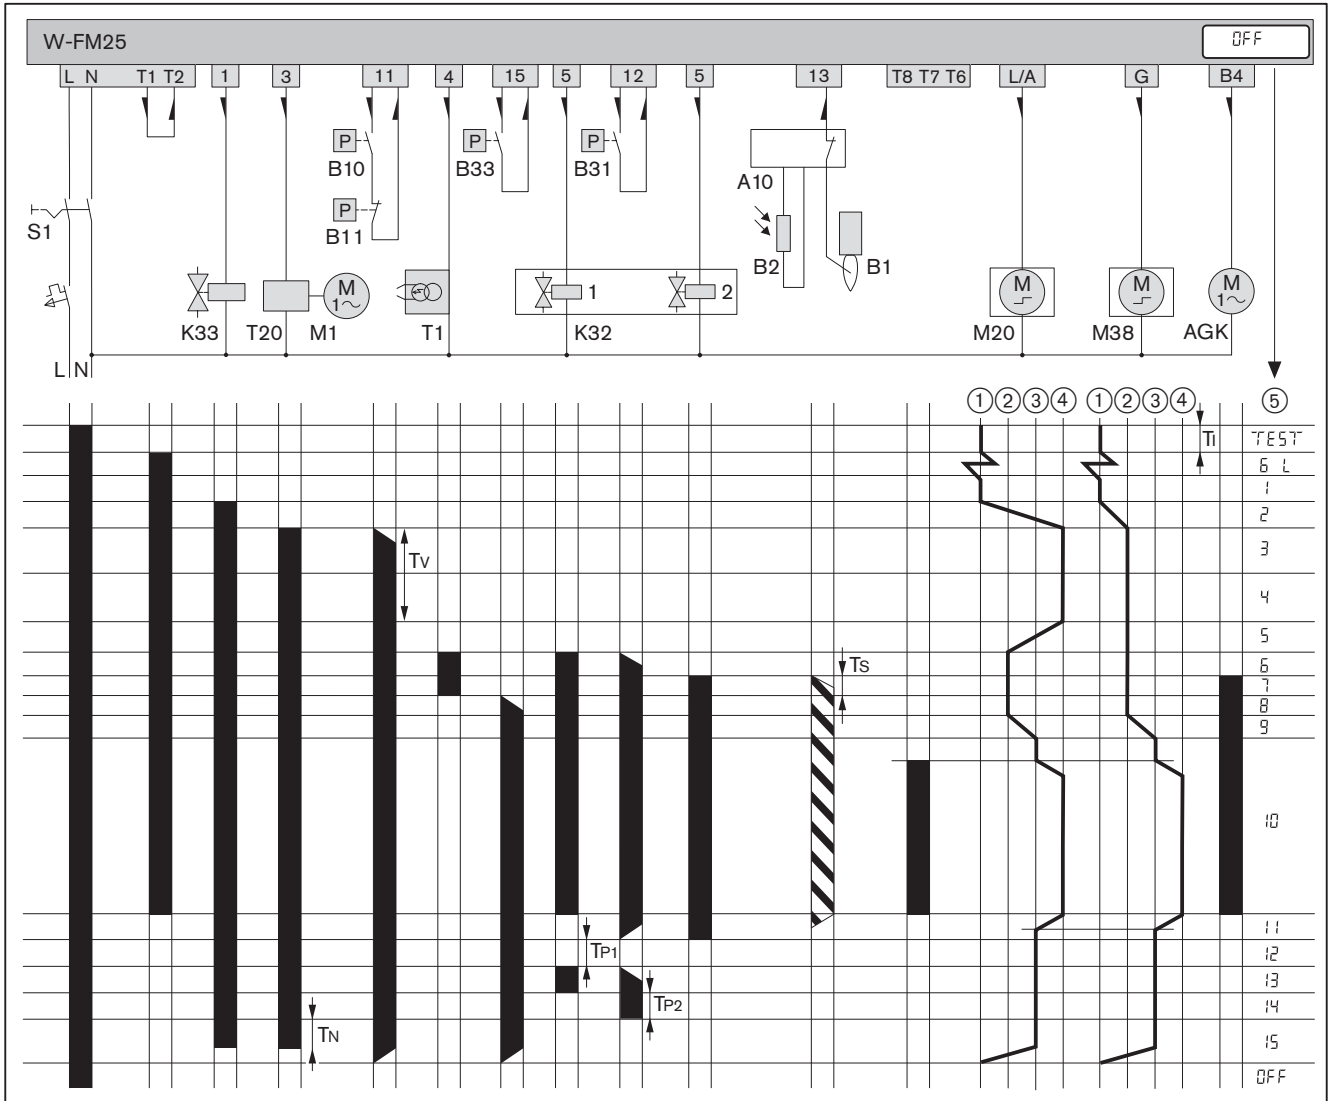 W-FM25
OFF
L N T1 T2 1 3 11 4 15 5 12 5 13 T8 T7 T6 L/A G B4
P P P
B10 B33 B31
A10
P
S1 B11
B2 B1
M 1~ 1 2 M M M 1~
K33 T20 M1 T1 K32 M20 M38 AGK
L N
1 2 3 4 1 2 3 4 5
TI TEST
6 L
1
2
3
TV
4
5
6
TS
7
8
9
10
11
TP1 12
13
TP2 14
TN
15
OFF